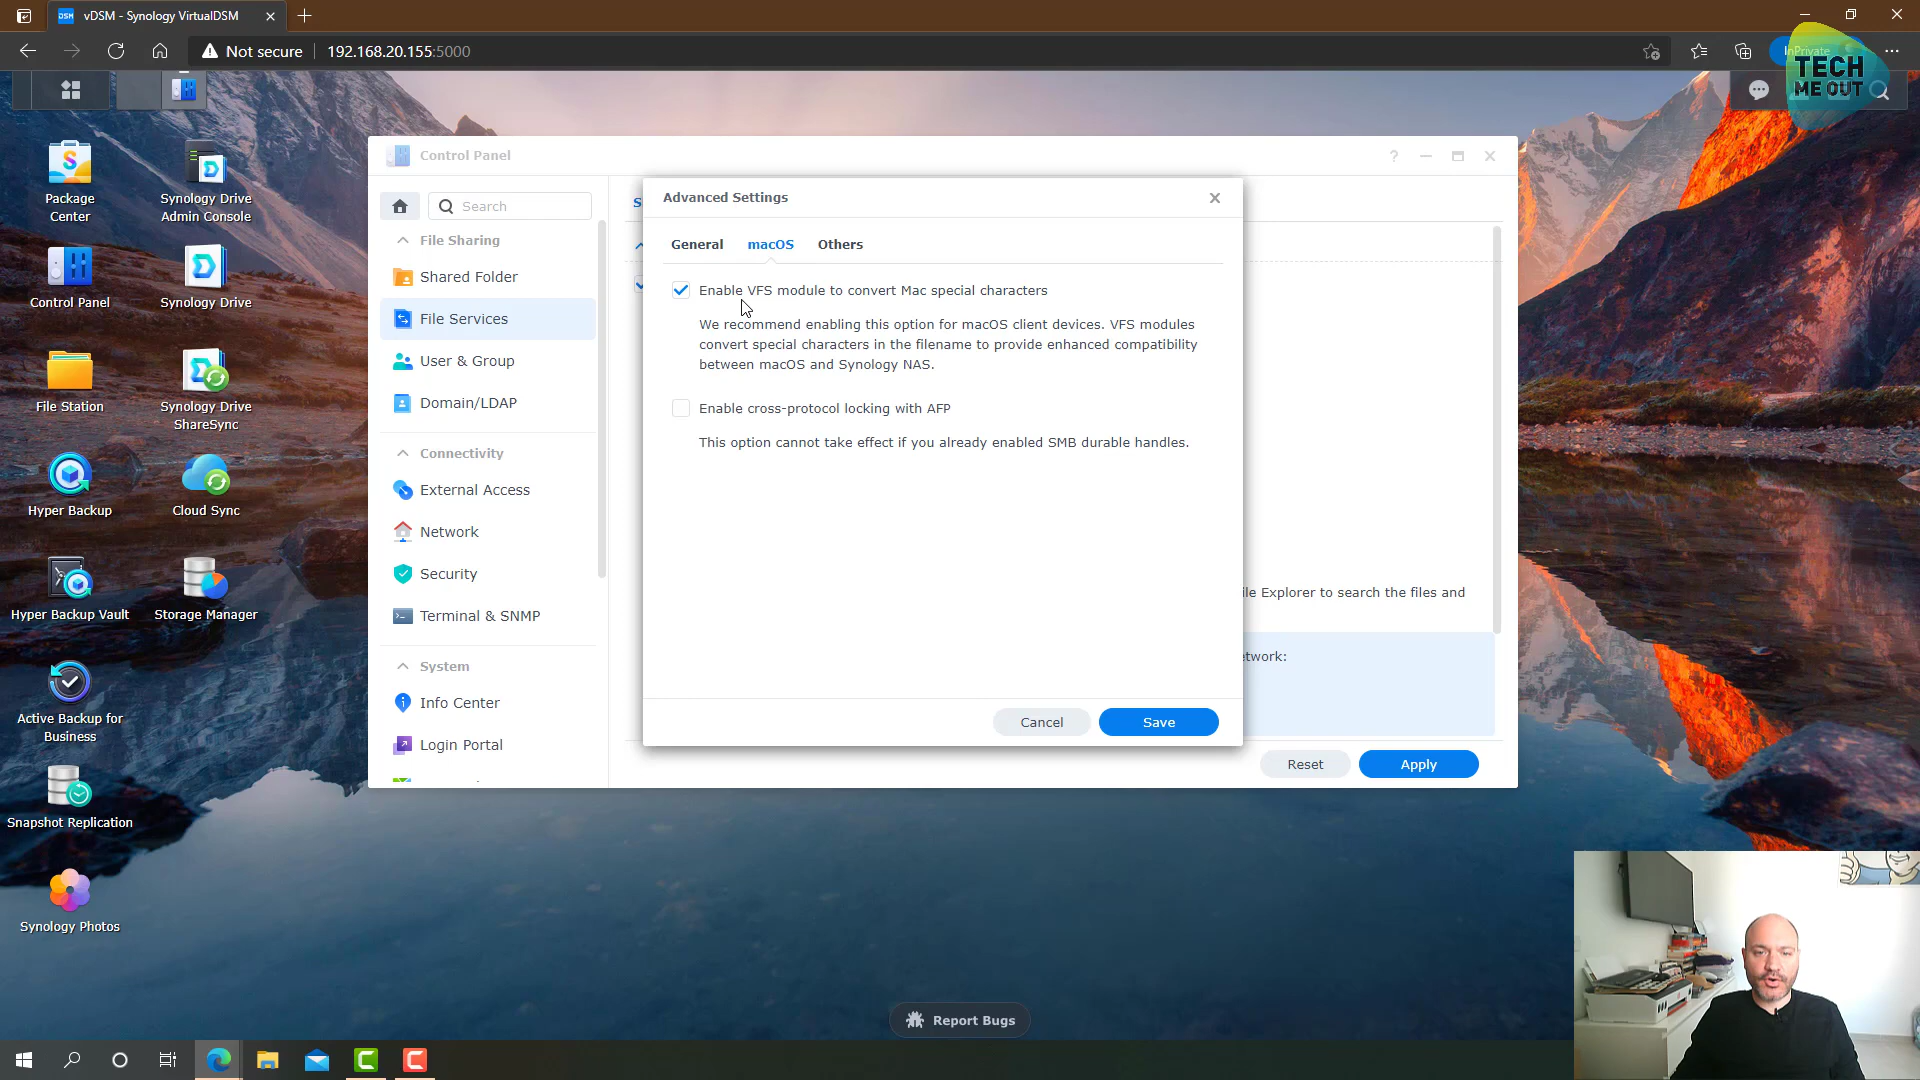 vDSM - Synology VirtualDSM
Not secure
192.168.20.155:5000
InPrivate
TECH
ME OUT
Package
Center
Synology Drive
Admin Console
Control Panel
Synology Drive
File Station
Synology Drive
ShareSync
Hyper Backup
Cloud Sync
Hyper Backup Vault
Storage Manager
Active Backup for
Business
Snapshot Replication
Synology Photos
Control Panel
Search
File Sharing
Shared Folder
File Services
User & Group
Domain/LDAP
Connectivity
External Access
Network
Security
Terminal & SNMP
System
Info Center
Login Portal
Advanced Settings
General
macOS
Others
Enable VFS module to convert Mac special characters
We recommend enabling this option for macOS client devices. VFS modules
convert special characters in the filename to provide enhanced compatibility
between macOS and Synology NAS.
Enable cross-protocol locking with AFP
This option cannot take effect if you already enabled SMB durable handles.
Cancel
Save
ile Explorer to search the files and
etwork:
Reset
Apply
Report Bugs